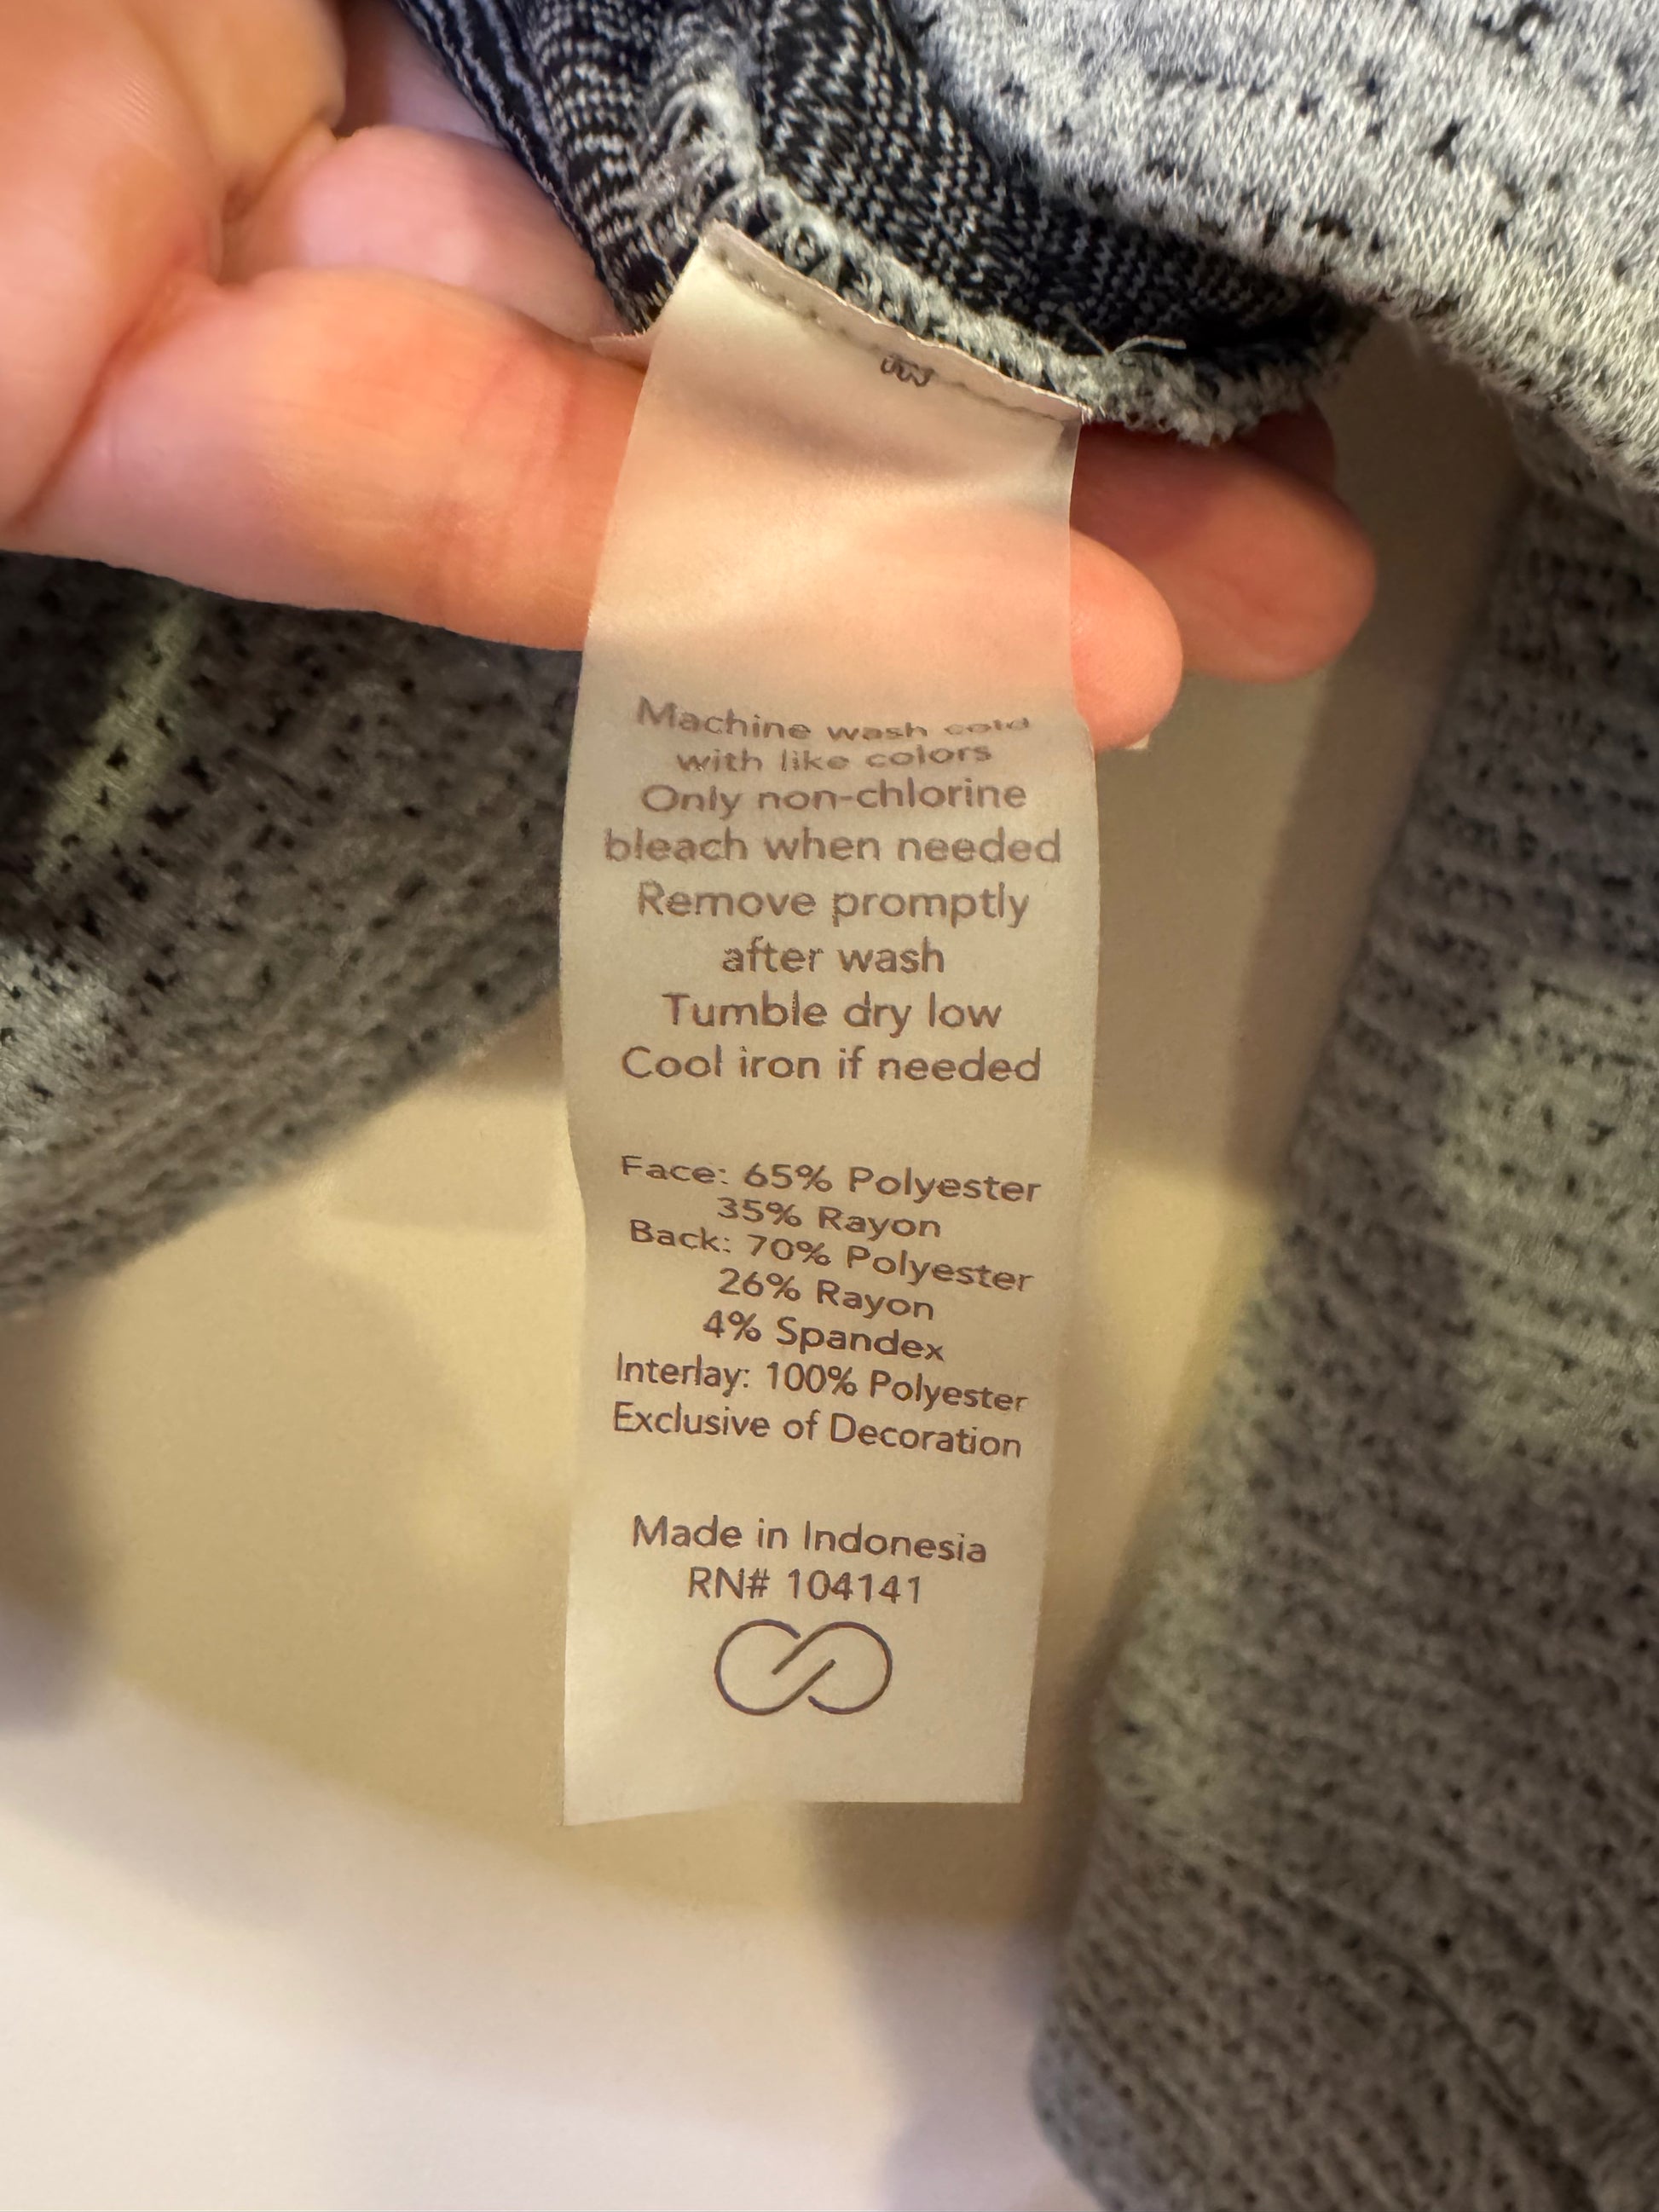 Machine wash cold
with like colors
Only non-chlorine
bleach when needed
Remove promptly
after wash
Tumble dry low
Cool iron if needed
Face: 65% Polyester
35% Rayon
Back: 70% Polyester
26% Rayon
4% Spandex
Interlay: 100% Polyester
Exclusive of Decoration
Made in Indonesia
RN# 104141